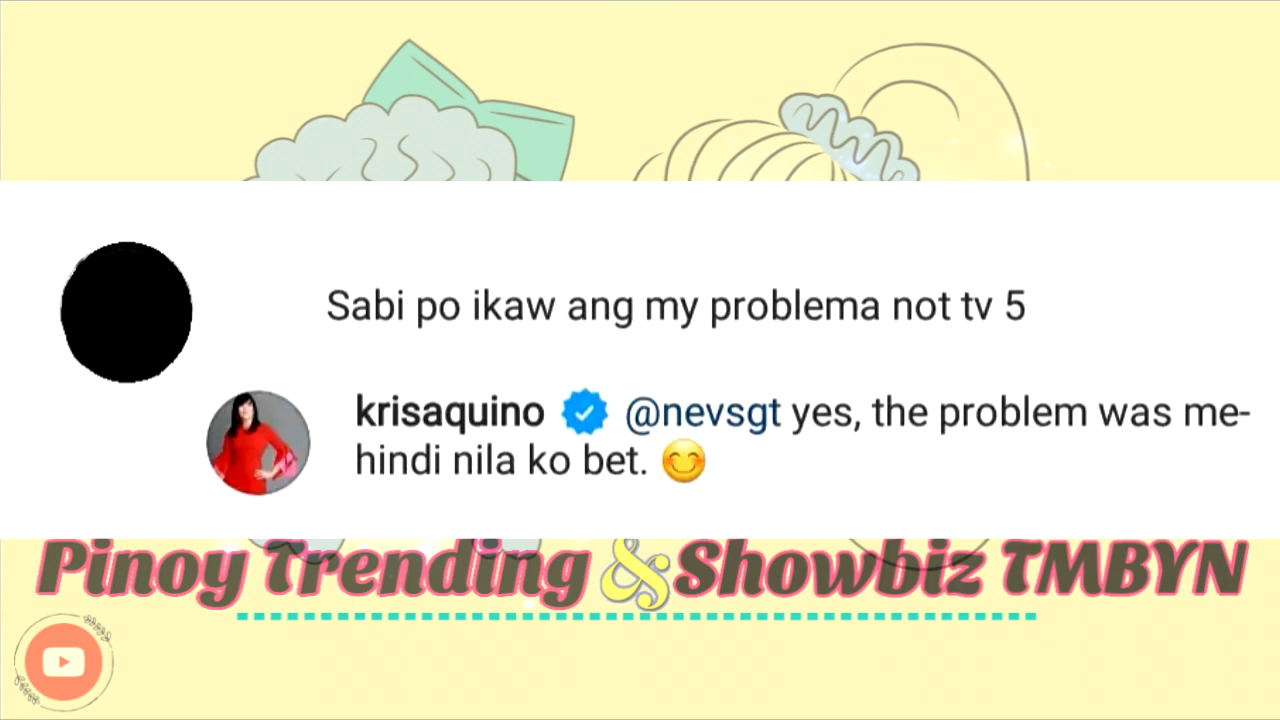 Sabi po ikaw ang my problema not tv 5
krisaquino @nevsgt yes, the problem was me-
hindi nila ko bet. 😊
Pinoy Trending & Showbiz TMBYN